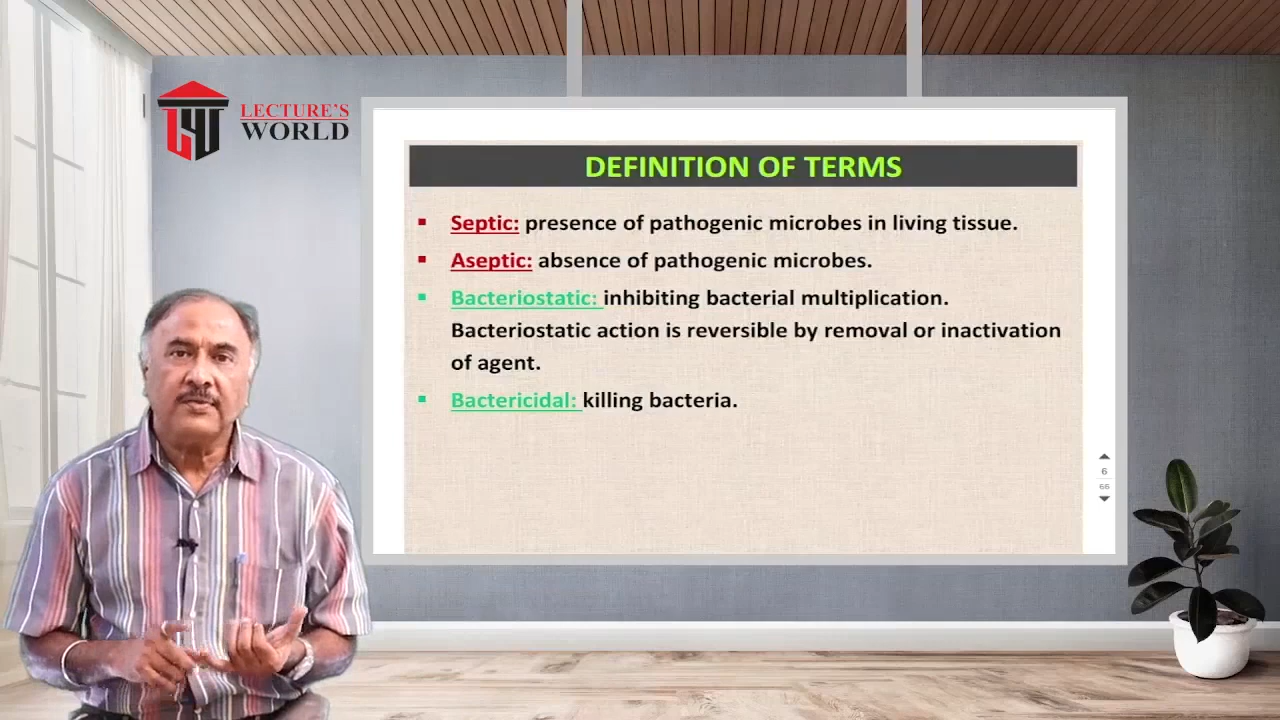 LECTURE'S
WORLD
DEFINITION OF TERMS
▪ Septic: presence of pathogenic microbes in living tissue.
▪ Aseptic: absence of pathogenic microbes.
▪ Bacteriostatic: inhibiting bacterial multiplication.
Bacteriostatic action is reversible by removal or inactivation
of agent.
▪ Bactericidal: killing bacteria.
6
66